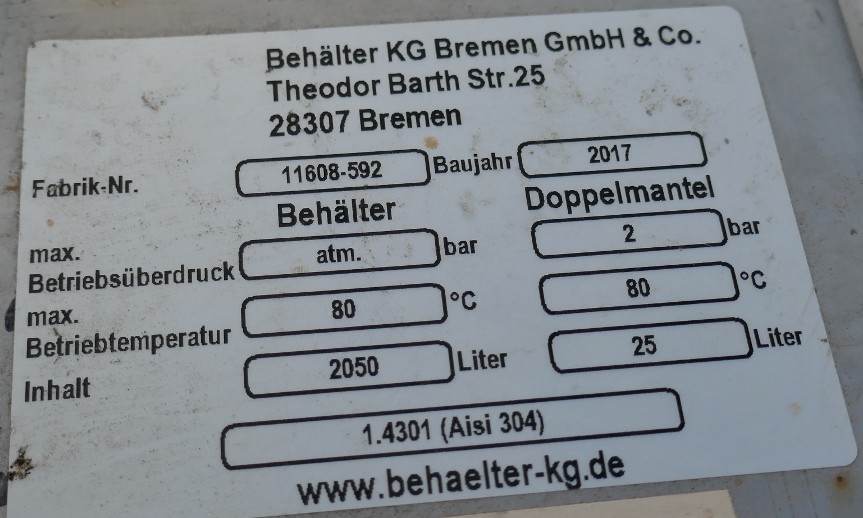 Behälter KG Bremen GmbH & Co.
Theodor Barth Str.25
28307 Bremen
Fabrik-Nr. 11608-592 Baujahr 2017
Behälter Doppelmantel
max.
Betriebsüberdruck atm. bar 2 bar
max.
Betriebtemperatur 80 °C 80 °C
Inhalt 2050 Liter 25 Liter
1.4301 (Aisi 304)
www.behaelter-kg.de